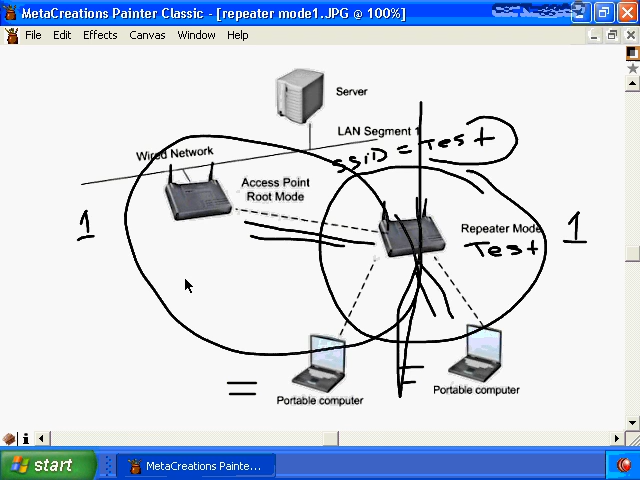 MetaCreations Painter Classic - [repeater mode1.JPG @ 100%]
File Edit Effects Canvas Window Help
Server
LAN Segment 1
SSID = Test
Wired Network
Access Point
Root Mode
1
Repeater Mode
1
Test
=
Portable computer
Portable computer
start
MetaCreations Painte...